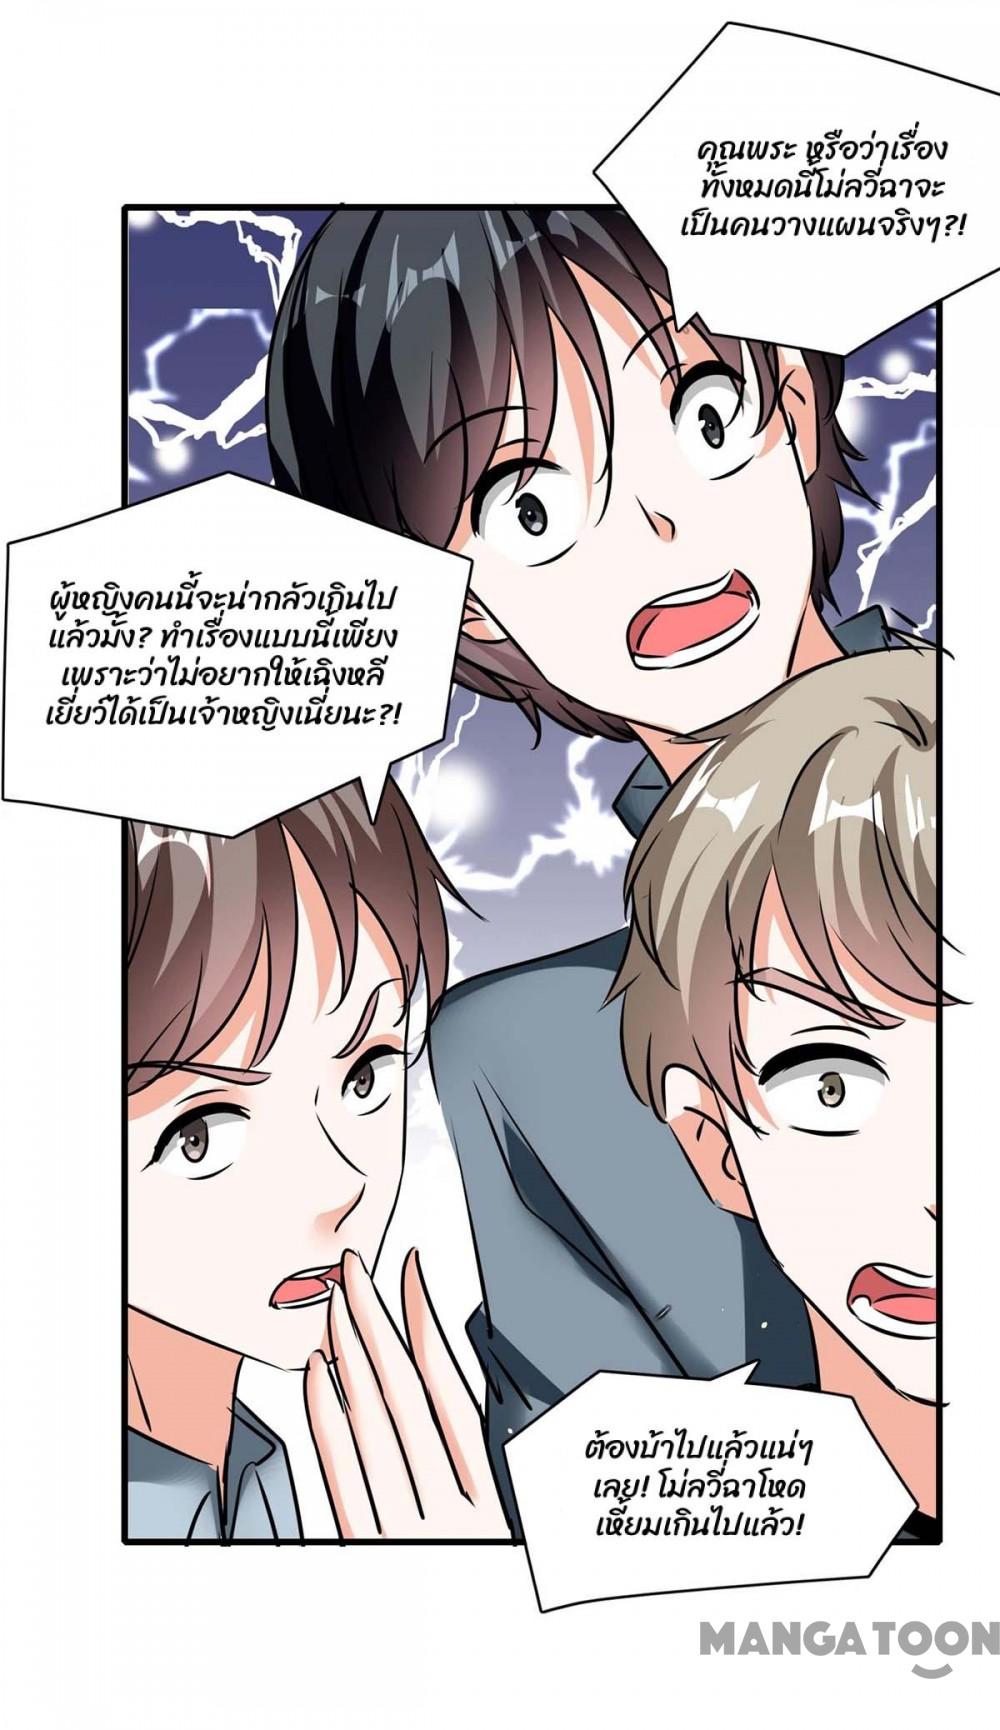 คุณพระ หรือว่าเรื่อง
ทั้งหมดนี้โม่ลวี่ฉาจะ
เป็นคนวางแผนจริงๆ?!
ผู้หญิงคนนี้จะน่ากลัวเกินไป
แล้วมั้ง? ทำเรื่องแบบนี้เพียง
เพราะว่าไม่อยากให้เฉิงหลี
เยี่ยว์ได้เป็นเจ้าหญิงเนี่ยนะ?!
ต้องบ้าไปแล้วแน่ๆ
เลย! โม่ลวี่ฉาโหด
เหี้ยมเกินไปแล้ว!
MANGATOON